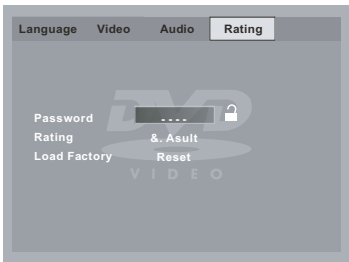 Language Video Audio Rating
Password - - - -
Rating &. Asult
Load Factory Reset
DVD
VIDEO